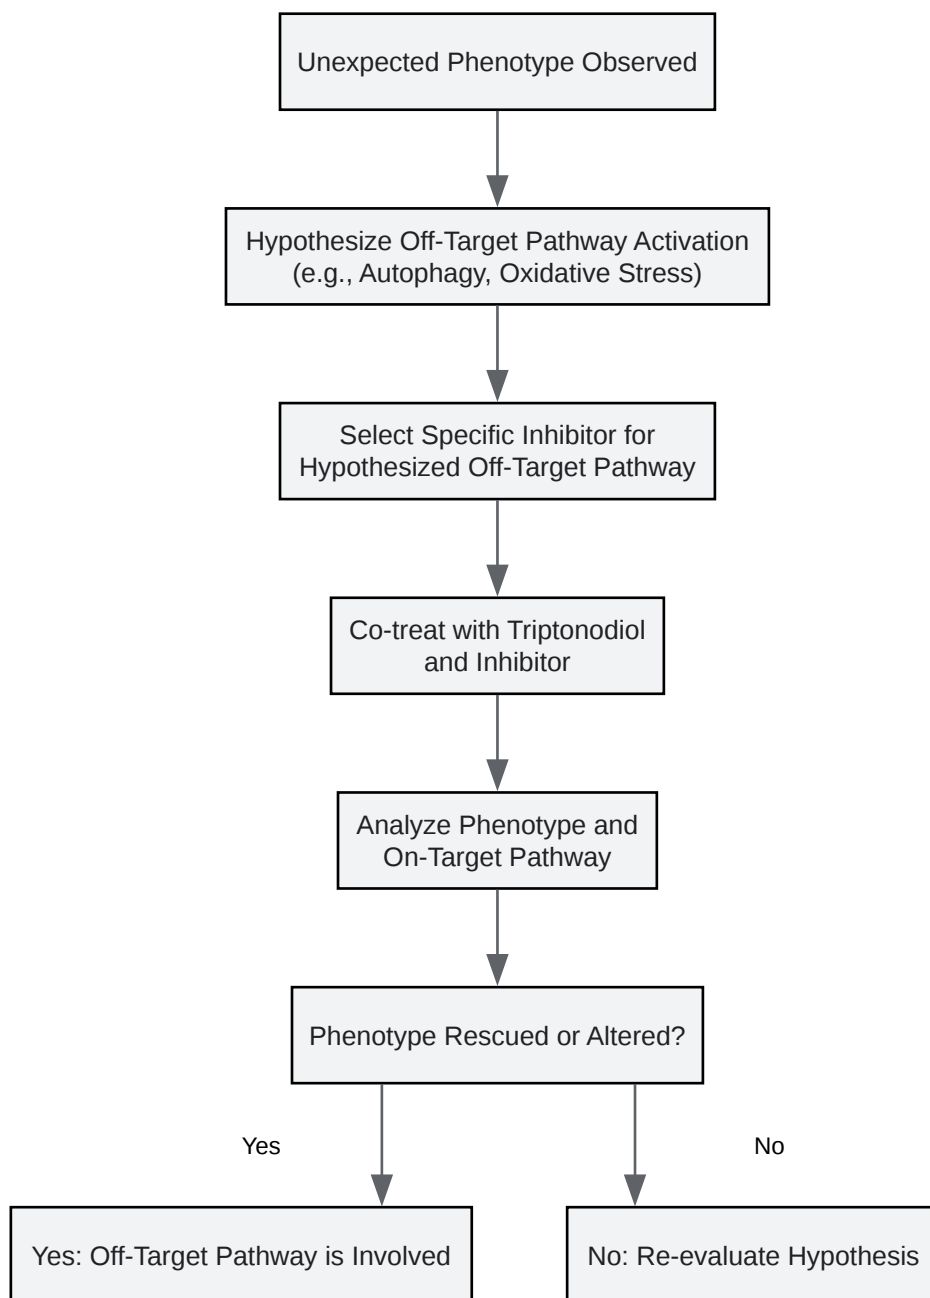 Unexpected Phenotype Observed
Hypothesize Off-Target Pathway Activation
(e.g., Autophagy, Oxidative Stress)
Select Specific Inhibitor for
Hypothesized Off-Target Pathway
Co-treat with Triptonodiol
and Inhibitor
Analyze Phenotype and
On-Target Pathway
Phenotype Rescued or Altered?
Yes
No
Yes: Off-Target Pathway is Involved
No: Re-evaluate Hypothesis